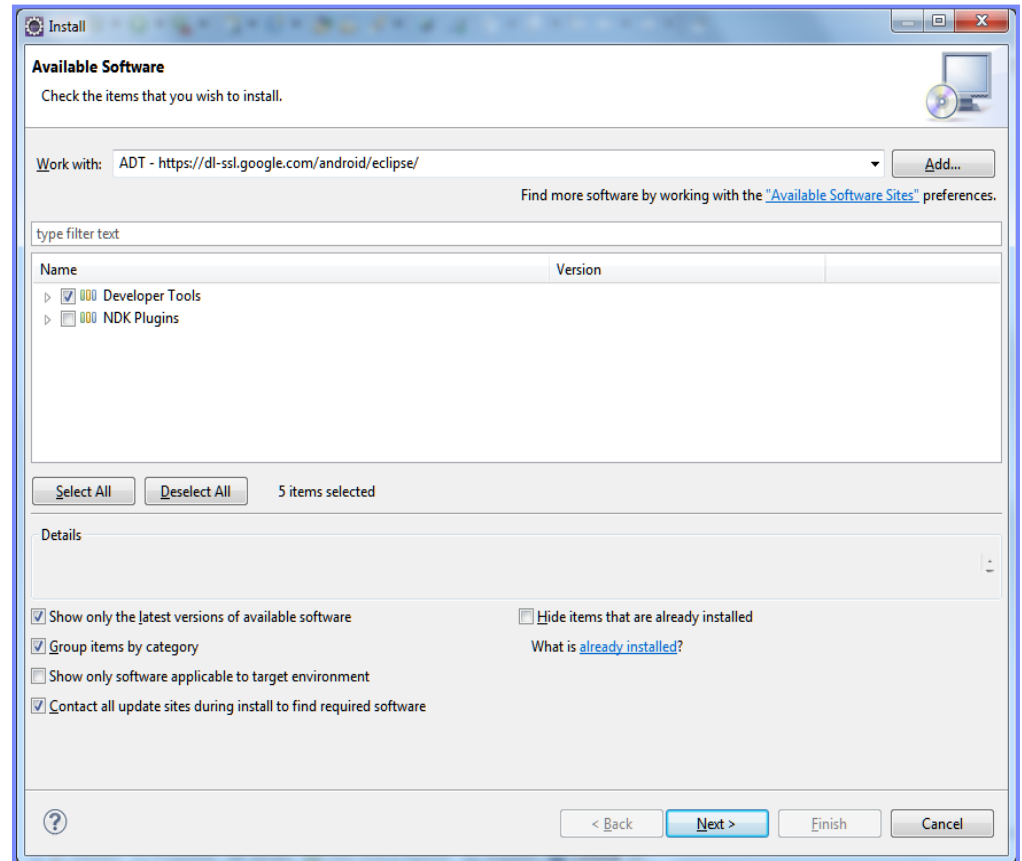 Install
Available Software
Check the items that you wish to install.
Work with: ADT - https://dl-ssl.google.com/android/eclipse/ Add...
Find more software by working with the "Available Software Sites" preferences.
type filter text
Name Version
Developer Tools
NDK Plugins
Select All Deselect All 5 items selected
Details
Show only the latest versions of available software Hide items that are already installed
Group items by category What is already installed?
Show only software applicable to target environment
Contact all update sites during install to find required software
? < Back Next > Finish Cancel